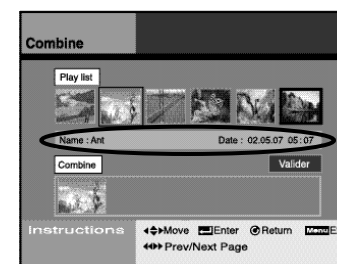 Combine
Play list
Name : Ant Date : 02.05.07 05:07
Combine Valider
Instructions Move Enter Return Menu
Prev/Next Page